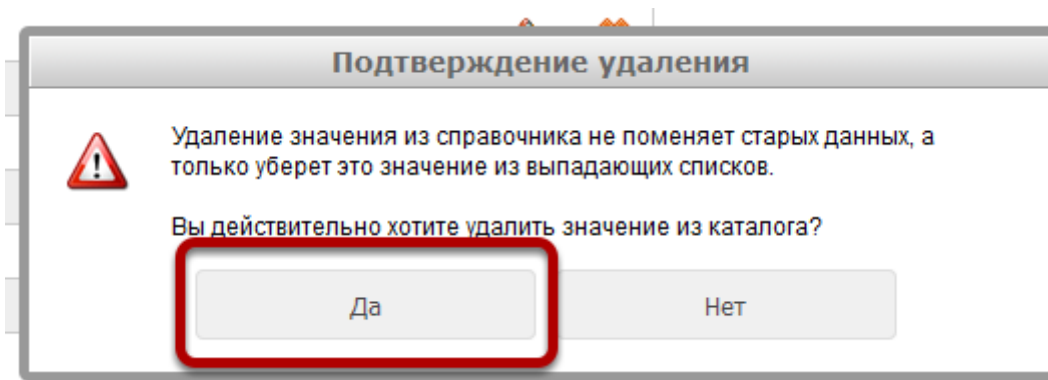 Подтверждение удаления
Удаление значения из справочника не поменяет старых данных, а
только уберет это значение из выпадающих списков.
Вы действительно хотите удалить значение из каталога?
Да
Нет